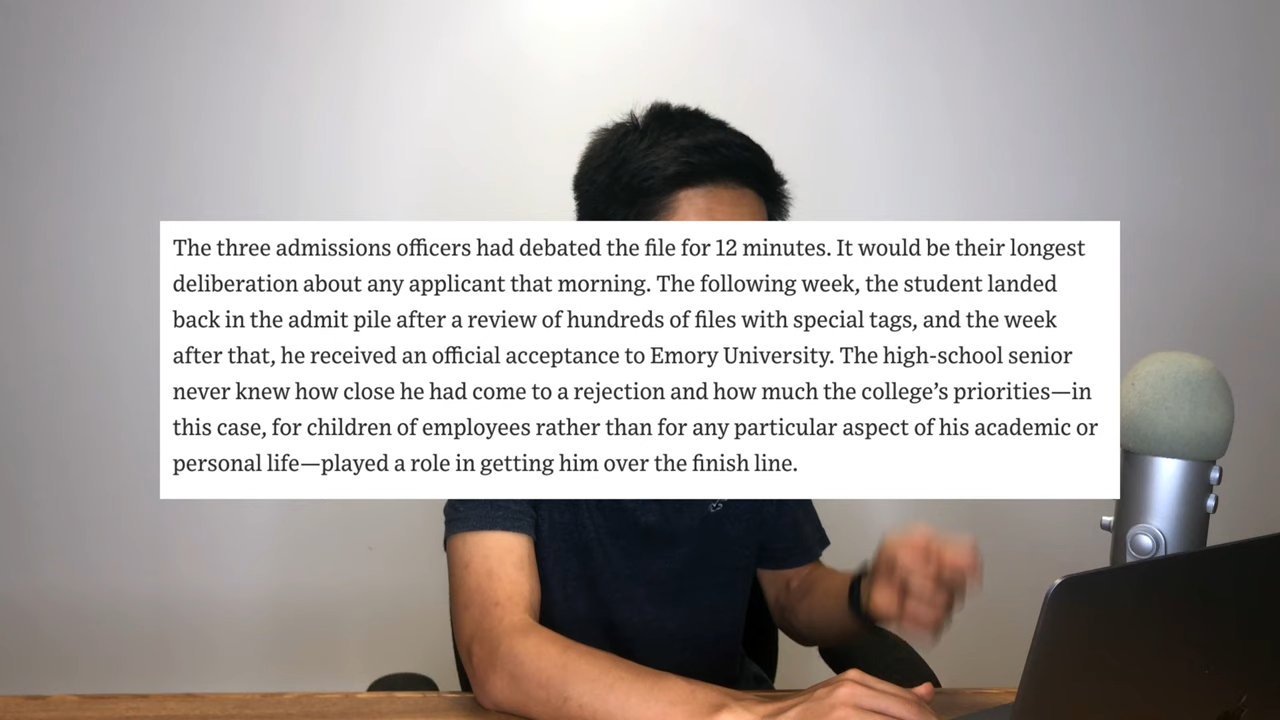 The three admissions officers had debated the file for 12 minutes. It would be their longest
deliberation about any applicant that morning. The following week, the student landed
back in the admit pile after a review of hundreds of files with special tags, and the week
after that, he received an official acceptance to Emory University. The high-school senior
never knew how close he had come to a rejection and how much the college’s priorities—in
this case, for children of employees rather than for any particular aspect of his academic or
personal life—played a role in getting him over the finish line.